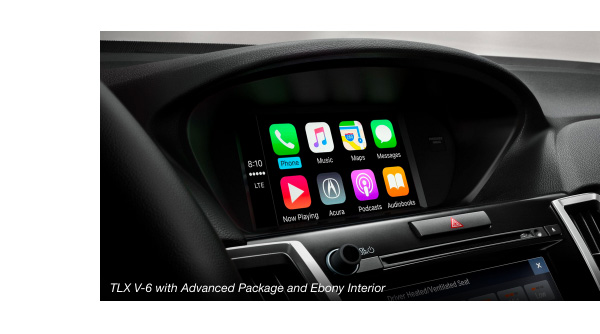 8:10
LTE
Phone
Music
Maps
Messages
Now Playing
Acura
Podcasts
Audiobooks
Driver Heated/Ventilated Seat
X
TLX V-6 with Advanced Package and Ebony Interior